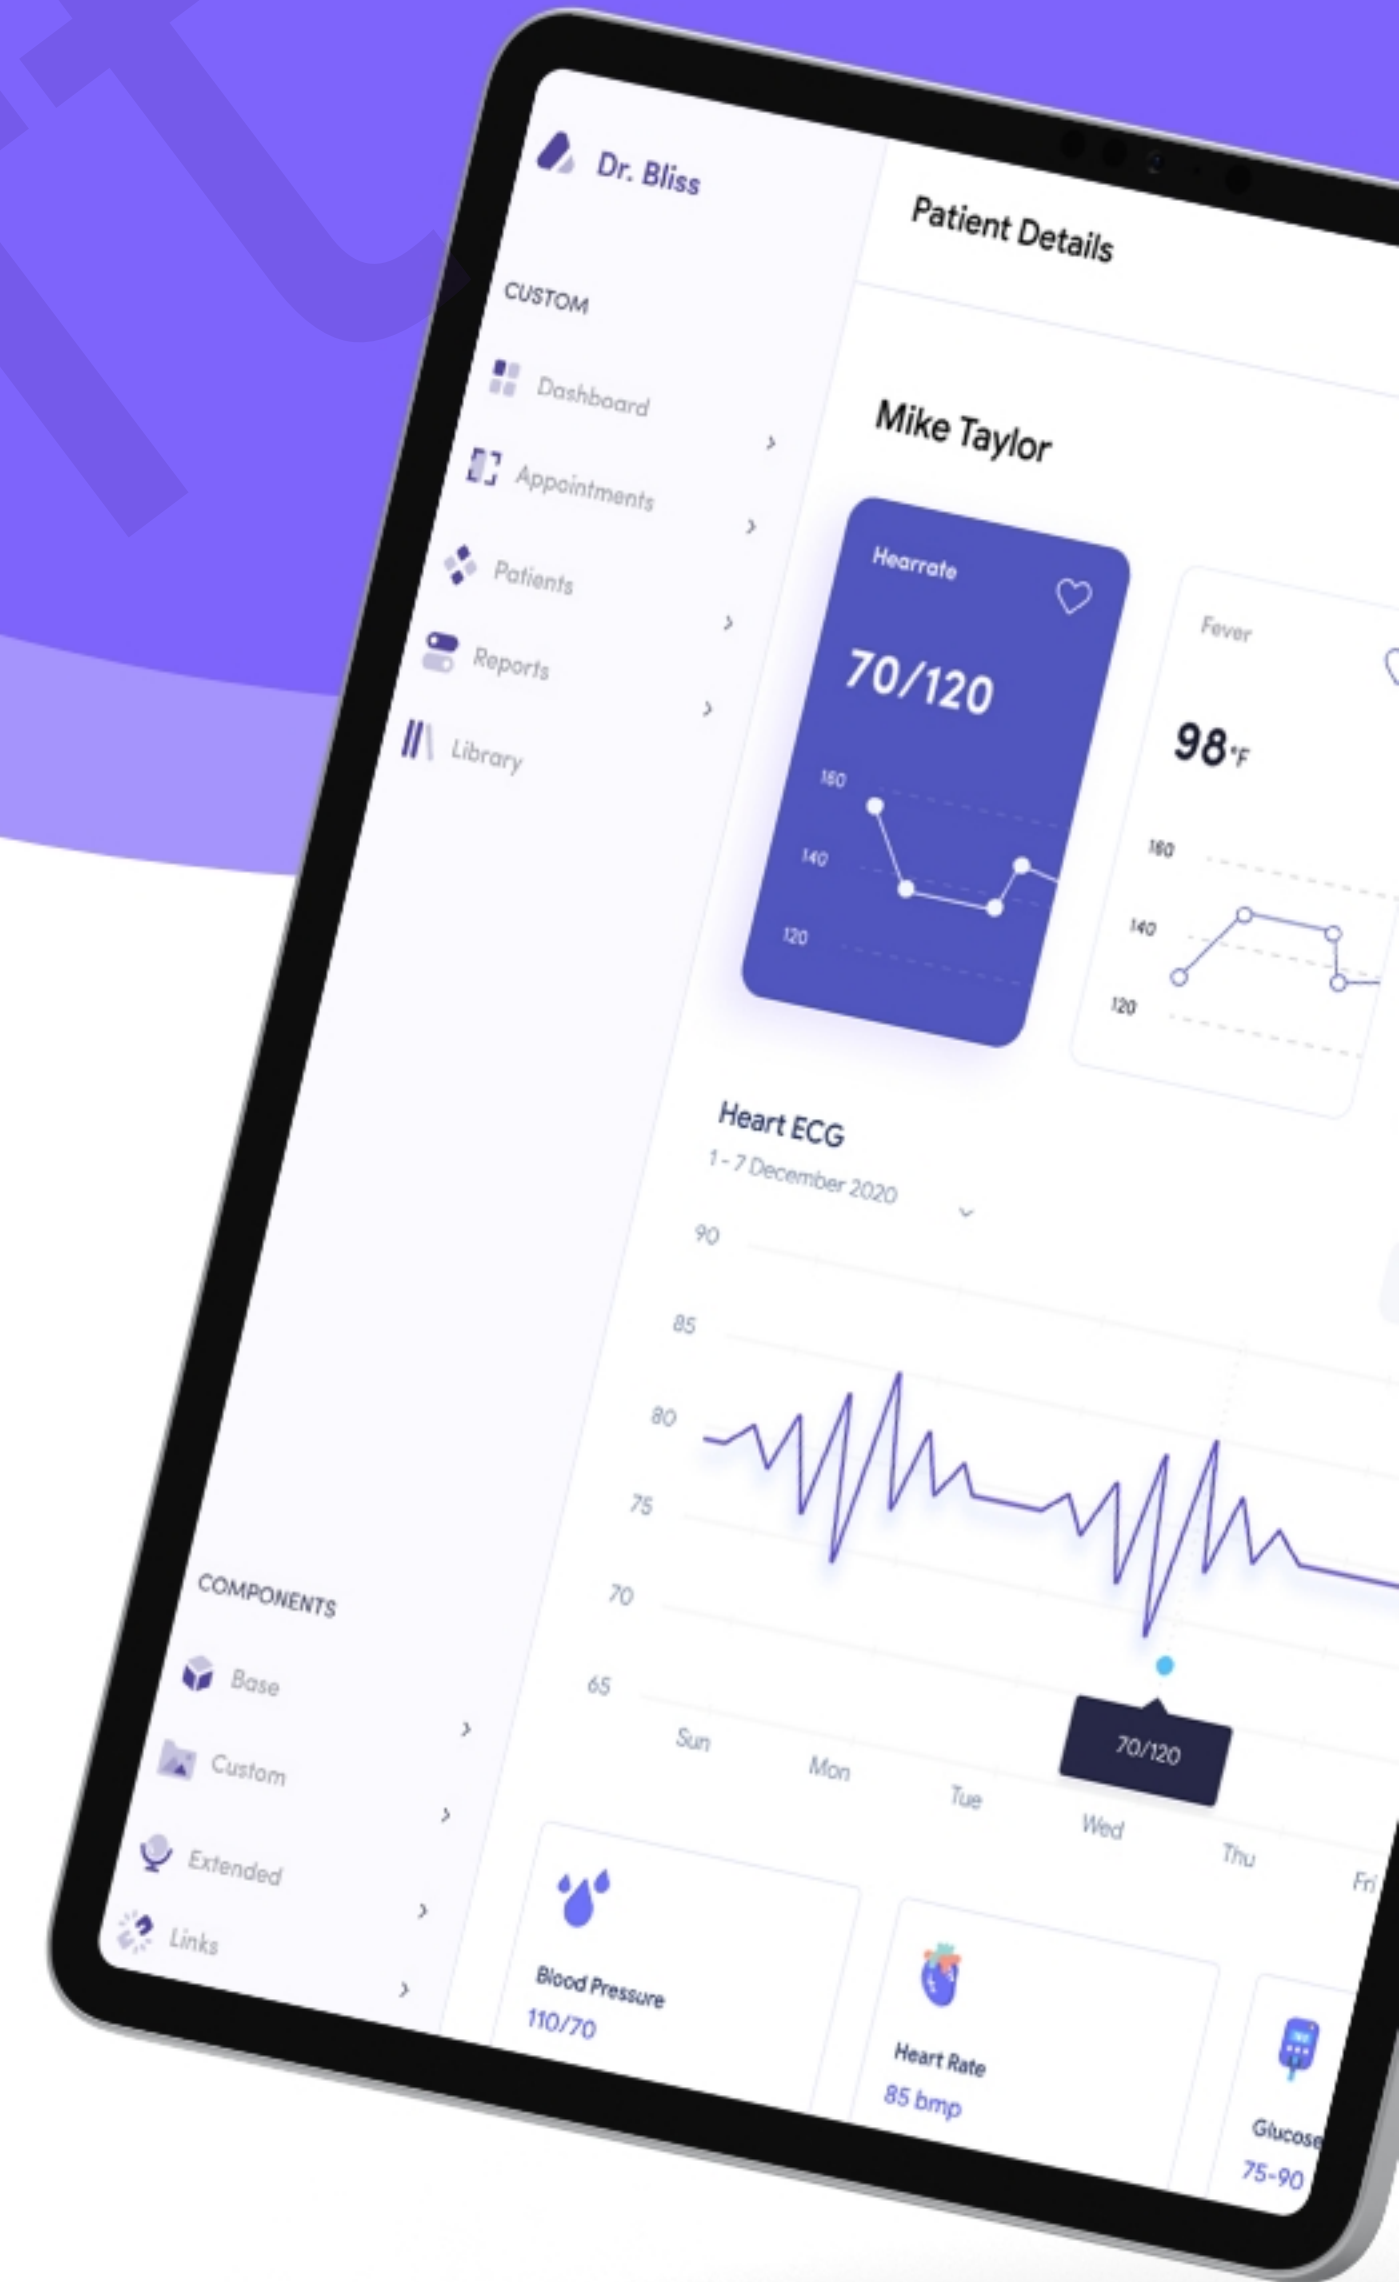 Dr. Bliss
CUSTOM
Dashboard
Appointments
Patients
Reports
Library
COMPONENTS
Base
Custom
Extended
Links
Patient Details
Mike Taylor
Hearrate
70/120
160
140
120
Fever
98°F
160
140
120
Heart ECG
1 - 7 December 2020
90
85
80
75
70
65
70/120
Sun
Mon
Tue
Wed
Thu
Fri
Blood Pressure
110/70
Heart Rate
85 bmp
Glucose
75-90